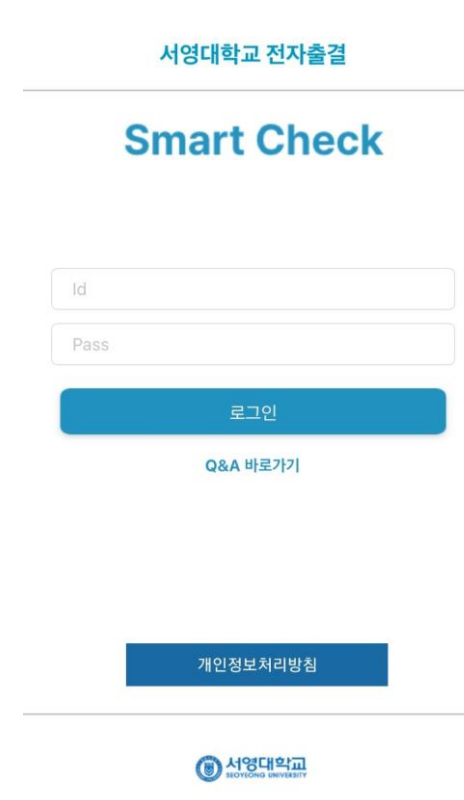 서영대학교 전자출결
Smart Check
Id
Pass
로그인
Q&A 바로가기
개인정보처리방침
서영대학교
SEOYEONG UNIVERSITY